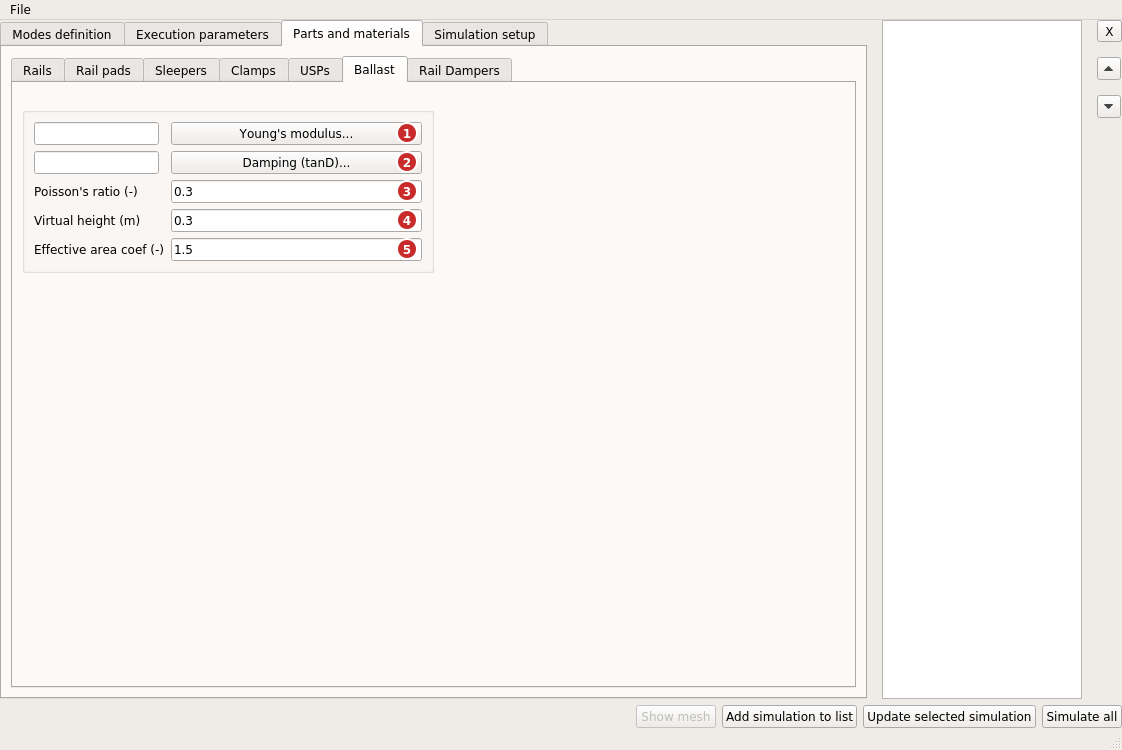 File
Modes definition Execution parameters Parts and materials Simulation setup X
Rails Rail pads Sleepers Clamps USPs Ballast Rail Dampers
Young's modulus... 1
Damping (tanD)... 2
Poisson's ratio (-) 0.3 3
Virtual height (m) 0.3 4
Effective area coef (-) 1.5 5
Show mesh Add simulation to list Update selected simulation Simulate all